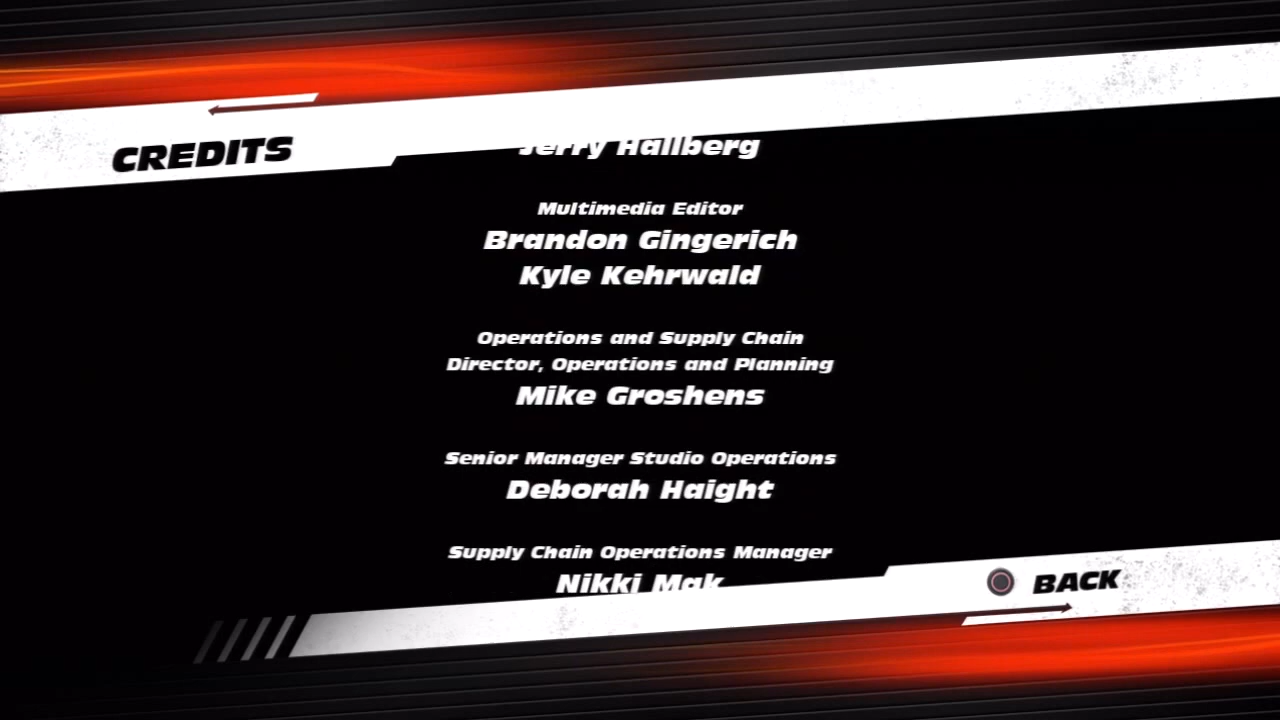 CREDITS
Jerry Hallberg
Multimedia Editor
Brandon Gingerich
Kyle Kehrwald
Operations and Supply Chain
Director, Operations and Planning
Mike Groshens
Senior Manager Studio Operations
Deborah Haight
Supply Chain Operations Manager
Nikki Mak
BACK